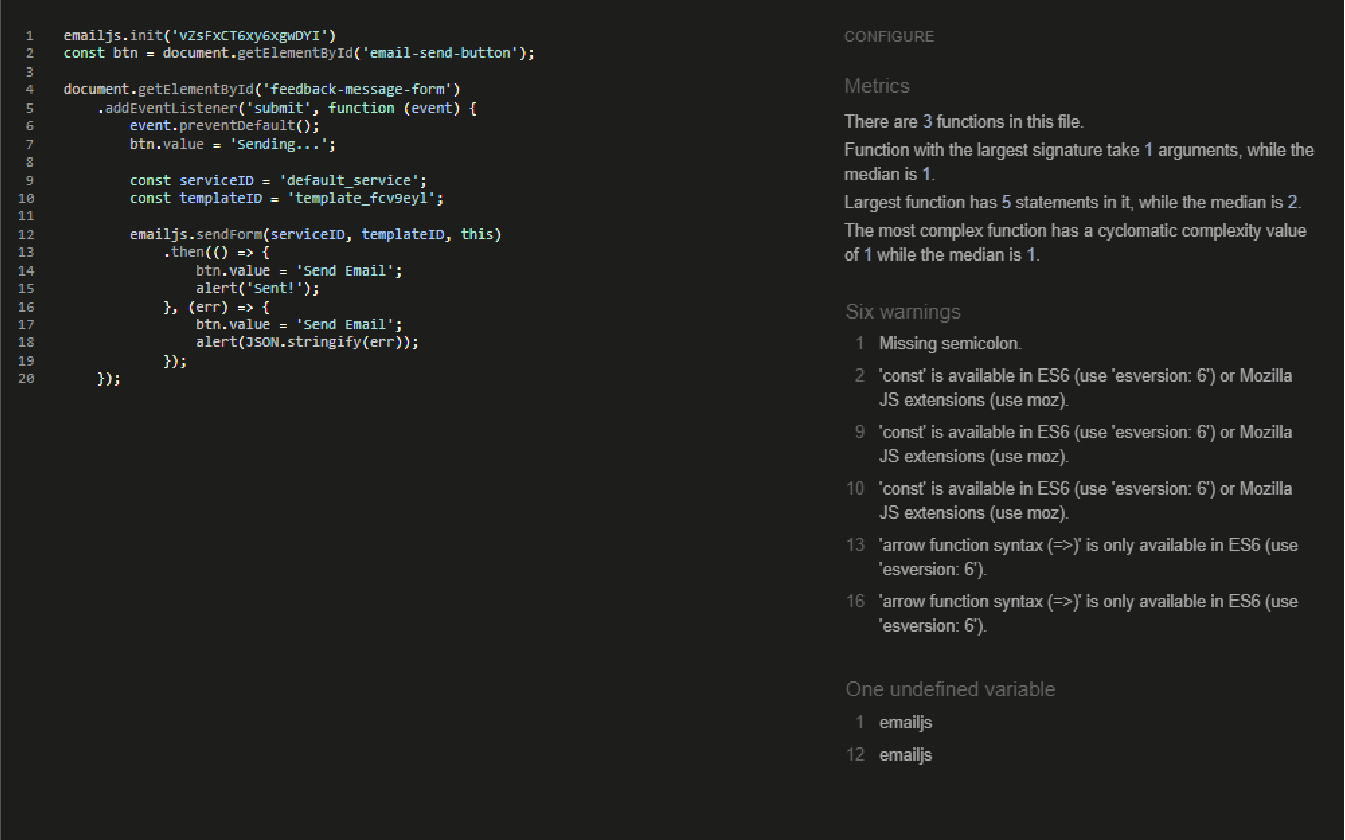 1 emailjs.init('vZsFxCT6xy6xgwDYI')
2 const btn = document.getElementById('email-send-button');
3
4 document.getElementById('feedback-message-form')
5 .addEventListener('submit', function (event) {
6 event.preventDefault();
7 btn.value = 'Sending...';
8
9 const serviceID = 'default_service';
10 const templateID = 'template_fcv9eyl';
11
12 emailjs.sendForm(serviceID, templateID, this)
13 .then(() => {
14 btn.value = 'Send Email';
15 alert('Sent!');
16 }, (err) => {
17 btn.value = 'Send Email';
18 alert(JSON.stringify(err));
19 });
20 });
CONFIGURE
Metrics
There are 3 functions in this file.
Function with the largest signature take 1 arguments, while the
median is 1.
Largest function has 5 statements in it, while the median is 2.
The most complex function has a cyclomatic complexity value
of 1 while the median is 1.
Six warnings
1 Missing semicolon.
2 'const' is available in ES6 (use 'esversion: 6') or Mozilla
JS extensions (use moz).
9 'const' is available in ES6 (use 'esversion: 6') or Mozilla
JS extensions (use moz).
10 'const' is available in ES6 (use 'esversion: 6') or Mozilla
JS extensions (use moz).
13 'arrow function syntax (=>)' is only available in ES6 (use
'esversion: 6').
16 'arrow function syntax (=>)' is only available in ES6 (use
'esversion: 6').
One undefined variable
1 emailjs
12 emailjs